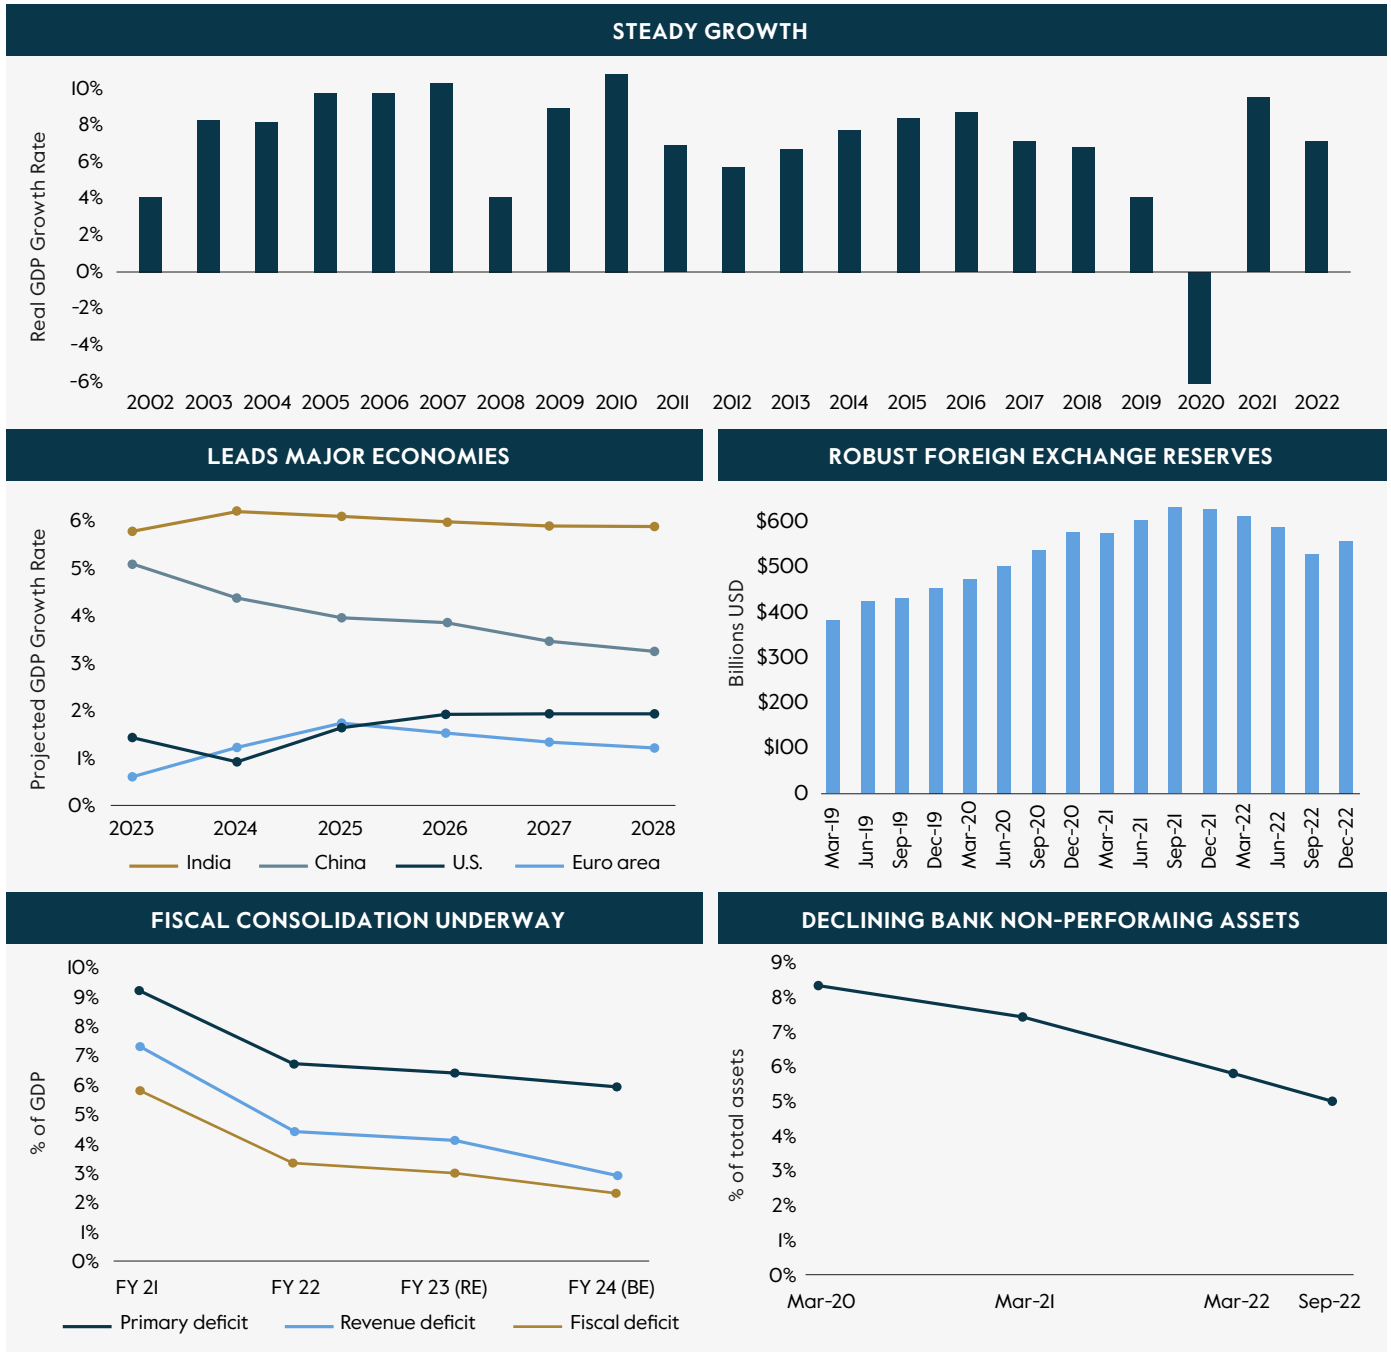 STEADY GROWTH
Real GDP Growth Rate
10%
8%
6%
4%
2%
0%
-2%
-4%
-6%
2002 2003 2004 2005 2006 2007 2008 2009 2010 2011 2012 2013 2014 2015 2016 2017 2018 2019 2020 2021 2022
LEADS MAJOR ECONOMIES
Projected GDP Growth Rate
6%
5%
4%
3%
2%
1%
0%
2023 2024 2025 2026 2027 2028
India China U.S. Euro area
ROBUST FOREIGN EXCHANGE RESERVES
Billions USD
$600
$500
$400
$300
$200
$100
0
Mar-19 Jun-19 Sep-19 Dec-19 Mar-20 Jun-20 Sep-20 Dec-20 Mar-21 Jun-21 Sep-21 Dec-21 Mar-22 Jun-22 Sep-22 Dec-22
FISCAL CONSOLIDATION UNDERWAY
% of GDP
10%
9%
8%
7%
6%
5%
4%
3%
2%
1%
0%
FY 21 FY 22 FY 23 (RE) FY 24 (BE)
Primary deficit Revenue deficit Fiscal deficit
DECLINING BANK NON-PERFORMING ASSETS
% of total assets
9%
8%
7%
6%
5%
4%
3%
2%
1%
0%
Mar-20 Mar-21 Mar-22 Sep-22